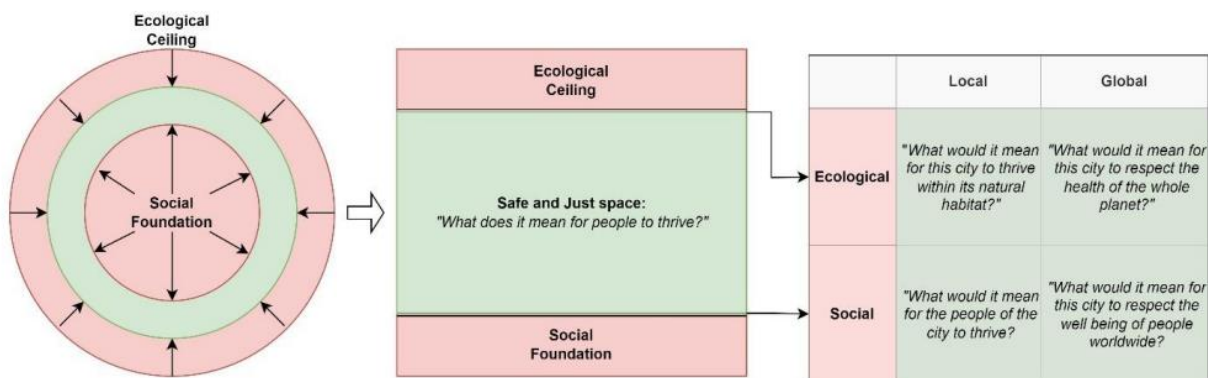 Ecological
Ceiling
Social
Foundation
Ecological
Ceiling
Safe and Just space:
"What does it mean for people to thrive?"
Social
Foundation
Local
Global
Ecological
"What would it mean
for this city to thrive
within its natural
habitat?"
"What would it mean for
this city to respect the
health of the whole
planet?"
Social
"What would it mean
for the people of the
city to thrive?
"What would it mean for
this city to respect the
well being of people
worldwide?